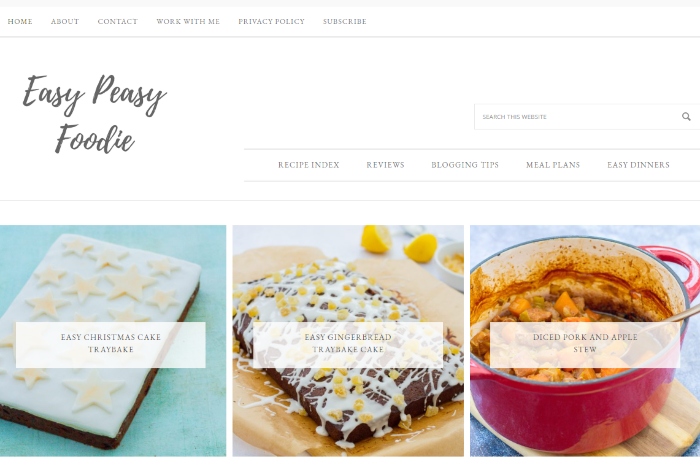 HOME ABOUT CONTACT WORK WITH ME PRIVACY POLICY SUBSCRIBE
Easy Peasy
Foodie
SEARCH THIS WEBSITE
RECIPE INDEX REVIEWS BLOGGING TIPS MEAL PLANS EASY DINNERS
EASY CHRISTMAS CAKE
TRAYBAKE
EASY GINGERBREAD
TRAYBAKE CAKE
DICED PORK AND APPLE
STEW